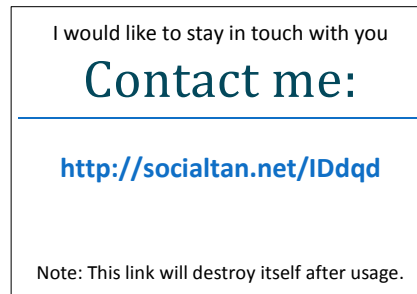 I would like to stay in touch with you
Contact me:
http://socialtan.net/IDdqd
Note: This link will destroy itself after usage.